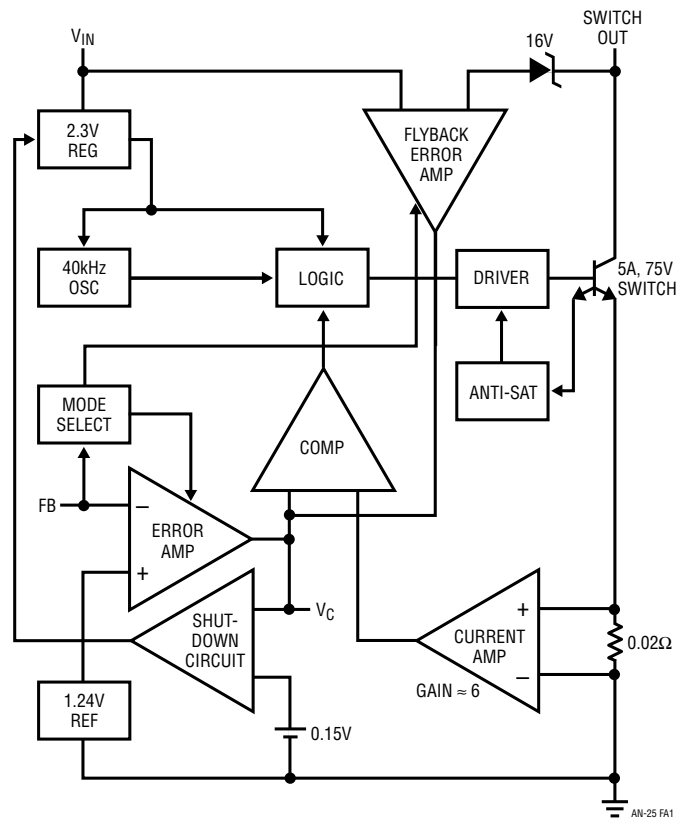 SWITCH
OUT
VIN
16V
2.3V
REG
FLYBACK
ERROR
AMP
40kHz
OSC
LOGIC
DRIVER
5A, 75V
SWITCH
MODE
SELECT
ANTI-SAT
COMP
FB
–
ERROR
AMP
+
VC
SHUT-
DOWN
CIRCUIT
+
CURRENT
AMP
–
0.02Ω
GAIN ≈ 6
1.24V
REF
0.15V
AN-25 FA1